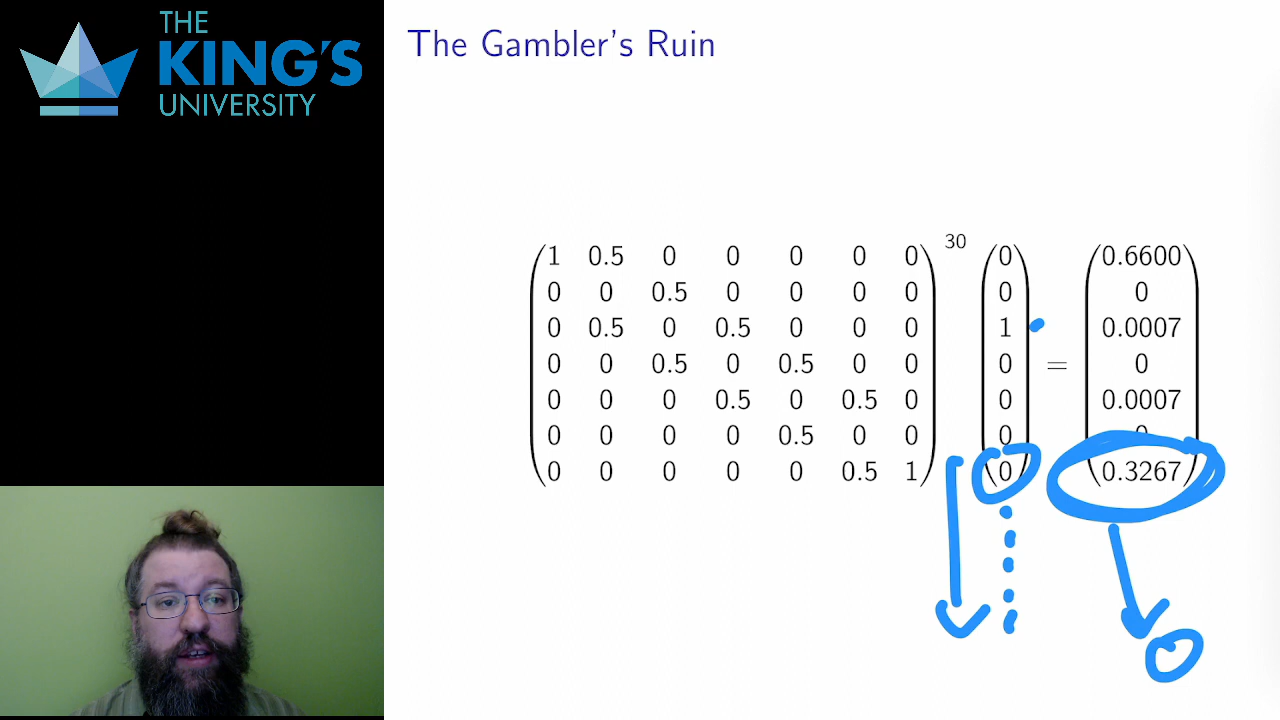 THE
KING'S
UNIVERSITY
The Gambler's Ruin
1 0.5 0 0 0 0 0
0 0 0.5 0 0 0 0
0 0.5 0 0.5 0 0 0
0 0 0.5 0 0.5 0 0
0 0 0 0.5 0 0.5 0
0 0 0 0 0.5 0 0
0 0 0 0 0 0.5 1
30
0
0
1
0
0
0
0
=
0.6600
0
0.0007
0
0.0007
0
0.3267
0